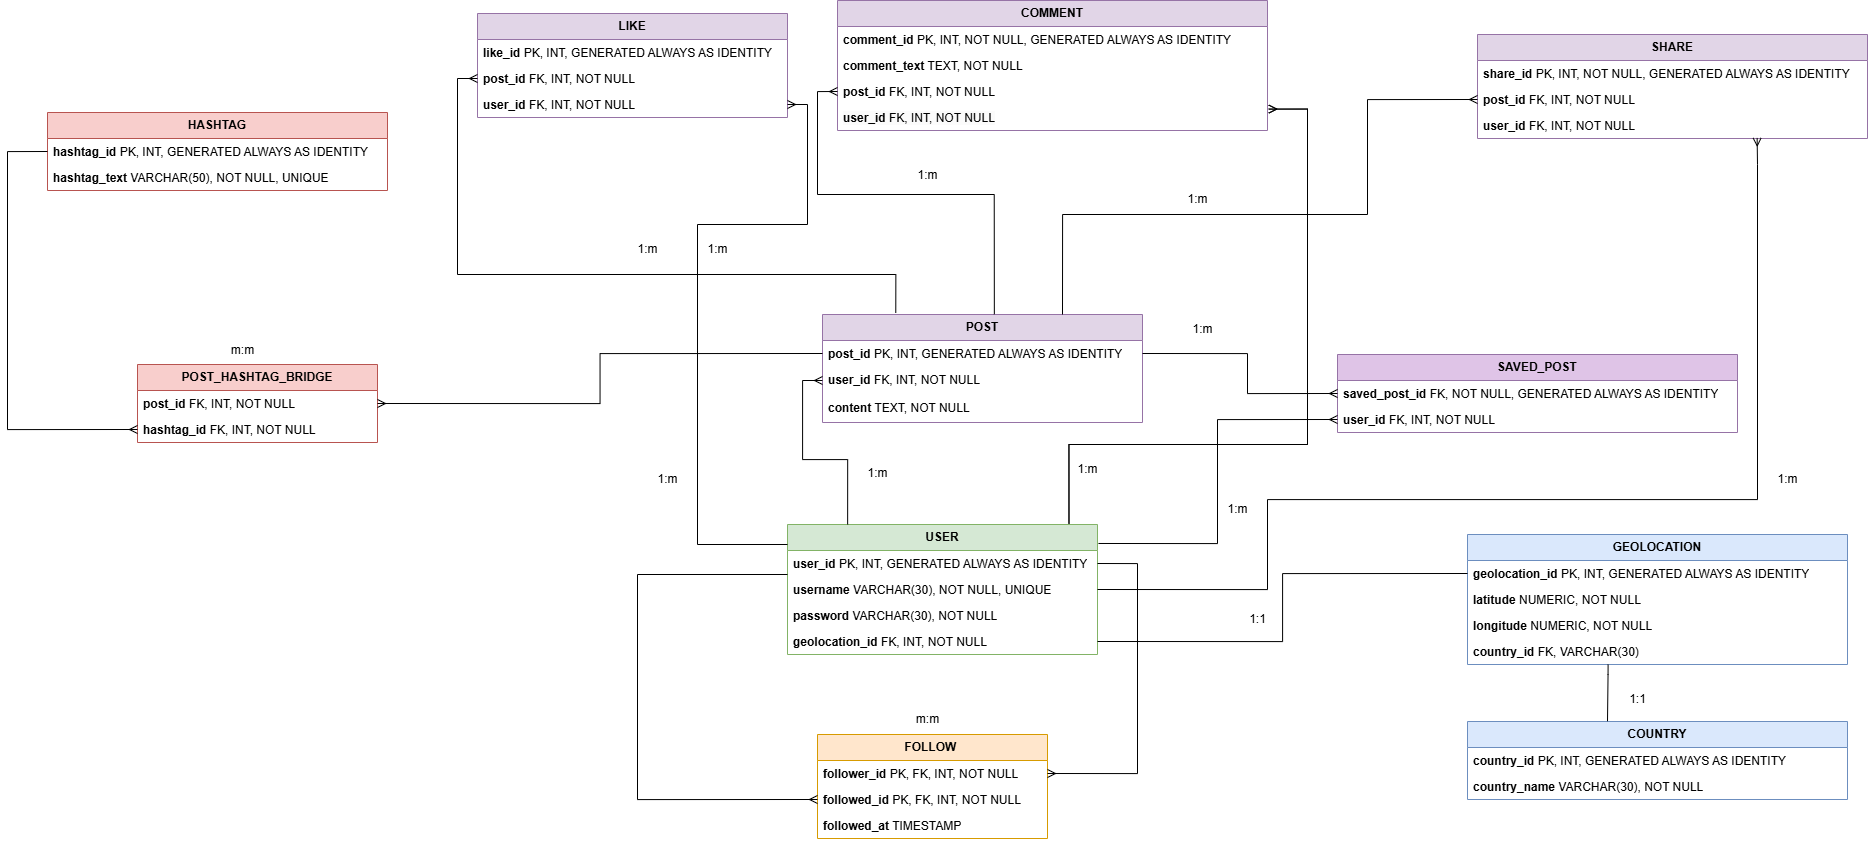 LIKE
like_id PK, INT, GENERATED ALWAYS AS IDENTITY
post_id FK, INT, NOT NULL
user_id FK, INT, NOT NULL
COMMENT
comment_id PK, INT, NOT NULL, GENERATED ALWAYS AS IDENTITY
comment_text TEXT, NOT NULL
post_id FK, INT, NOT NULL
user_id FK, INT, NOT NULL
SHARE
share_id PK, INT, NOT NULL, GENERATED ALWAYS AS IDENTITY
post_id FK, INT, NOT NULL
user_id FK, INT, NOT NULL
HASHTAG
hashtag_id PK, INT, GENERATED ALWAYS AS IDENTITY
hashtag_text VARCHAR(50), NOT NULL, UNIQUE
1:m
1:m
1:m
1:m
m:m
POST_HASHTAG_BRIDGE
post_id FK, INT, NOT NULL
hashtag_id FK, INT, NOT NULL
POST
post_id PK, INT, GENERATED ALWAYS AS IDENTITY
user_id FK, INT, NOT NULL
content TEXT, NOT NULL
1:m
SAVED_POST
saved_post_id FK, NOT NULL, GENERATED ALWAYS AS IDENTITY
user_id FK, INT, NOT NULL
1:m
1:m
1:m
1:m
1:m
USER
user_id PK, INT, GENERATED ALWAYS AS IDENTITY
username VARCHAR(30), NOT NULL, UNIQUE
password VARCHAR(30), NOT NULL
geolocation_id FK, INT, NOT NULL
1:1
GEOLOCATION
geolocation_id PK, INT, GENERATED ALWAYS AS IDENTITY
latitude NUMERIC, NOT NULL
longitude NUMERIC, NOT NULL
country_id FK, VARCHAR(30)
1:1
m:m
FOLLOW
follower_id PK, FK, INT, NOT NULL
followed_id PK, FK, INT, NOT NULL
followed_at TIMESTAMP
COUNTRY
country_id PK, INT, GENERATED ALWAYS AS IDENTITY
country_name VARCHAR(30), NOT NULL